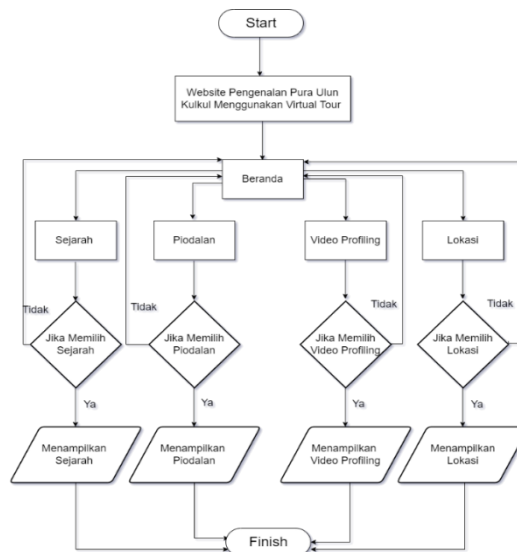 Start
Website Pengenalan Pura Ulun
Kulkul Menggunakan Virtual Tour
Beranda
Sejarah
Piodalan
Video Profiling
Lokasi
Tidak
Tidak
Tidak
Tidak
Jika Memilih
Sejarah
Jika Memilih
Piodalan
Jika Memilih
Video Profiling
Jika Memilih
Lokasi
Ya
Ya
Ya
Ya
Menampilkan
Sejarah
Menampilkan
Piodalan
Menampilkan
Video Profiling
Menampilkan
Lokasi
Finish